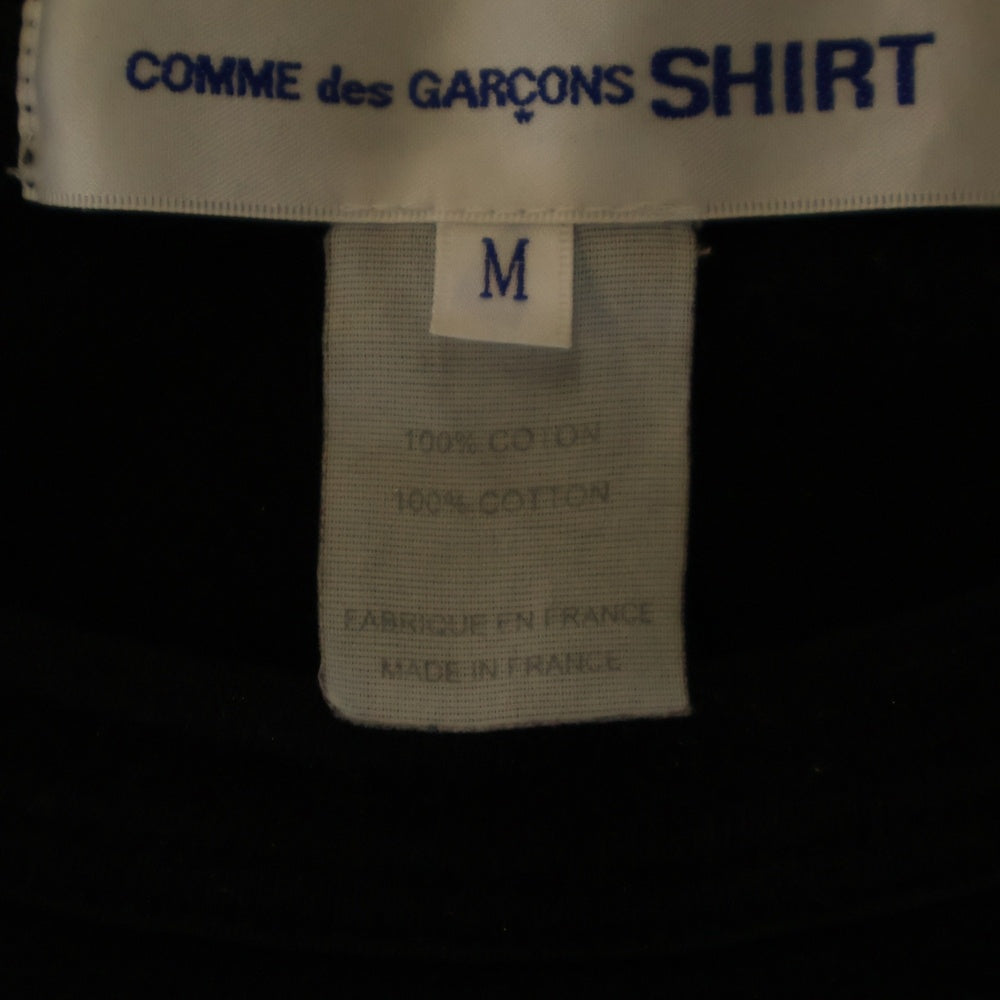 COMME des GARÇONS SHIRT
M
100% COTON
100% COTTON
FABRIQUE EN FRANCE
MADE IN FRANCE